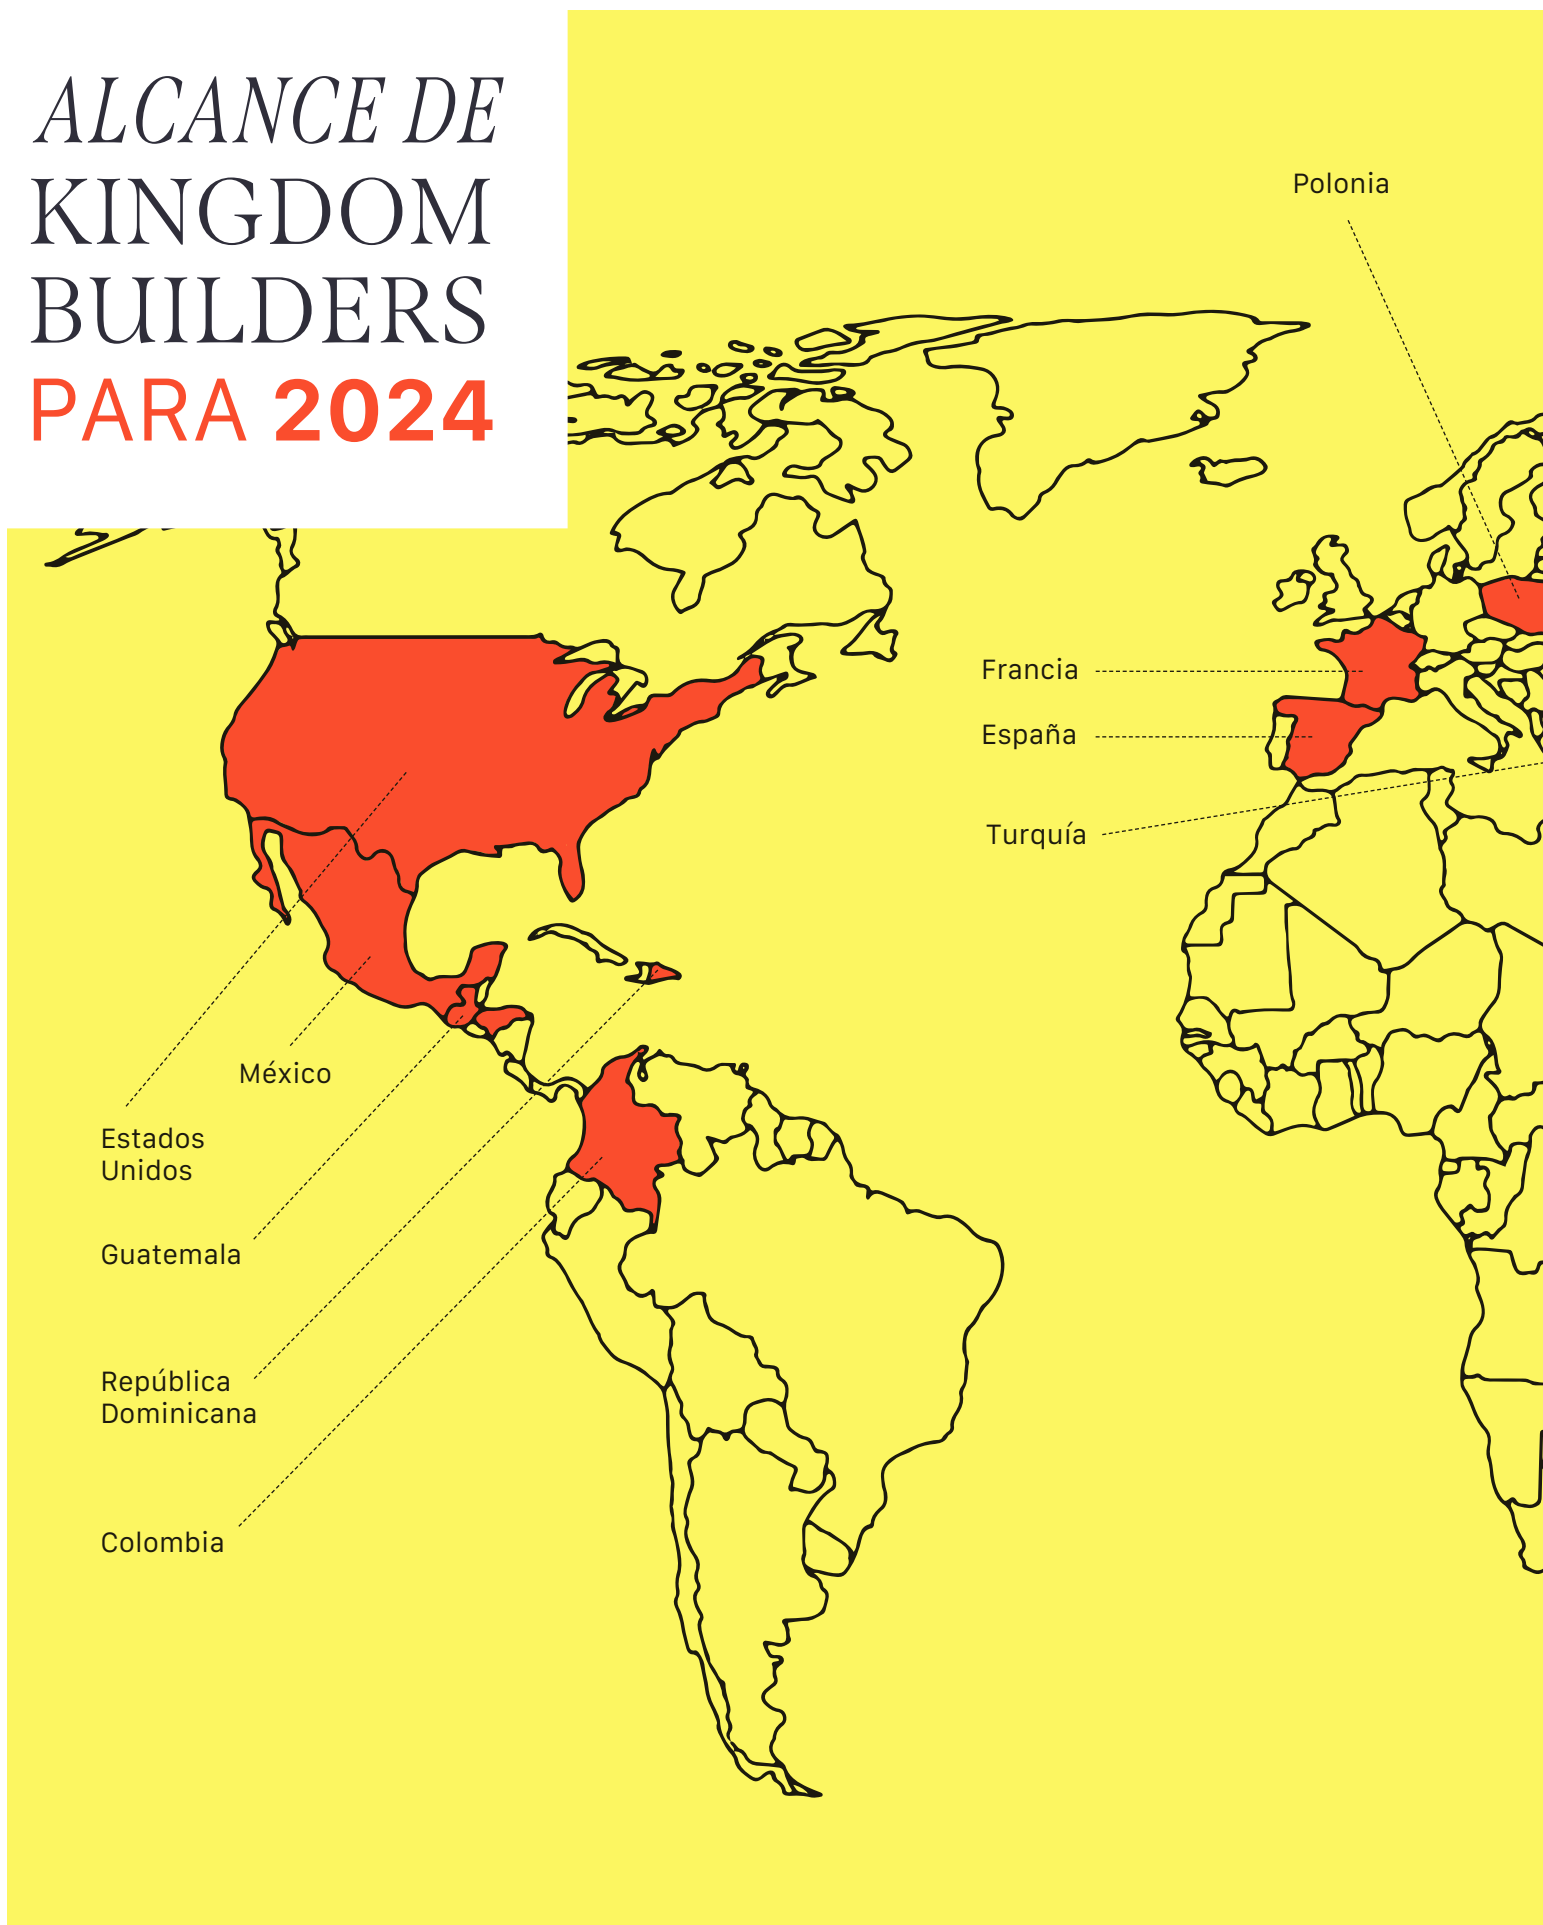 ALCANCE DE
KINGDOM
BUILDERS
PARA 2024
Polonia
Francia
España
Turquía
México
Estados
Unidos
Guatemala
República
Dominicana
Colombia